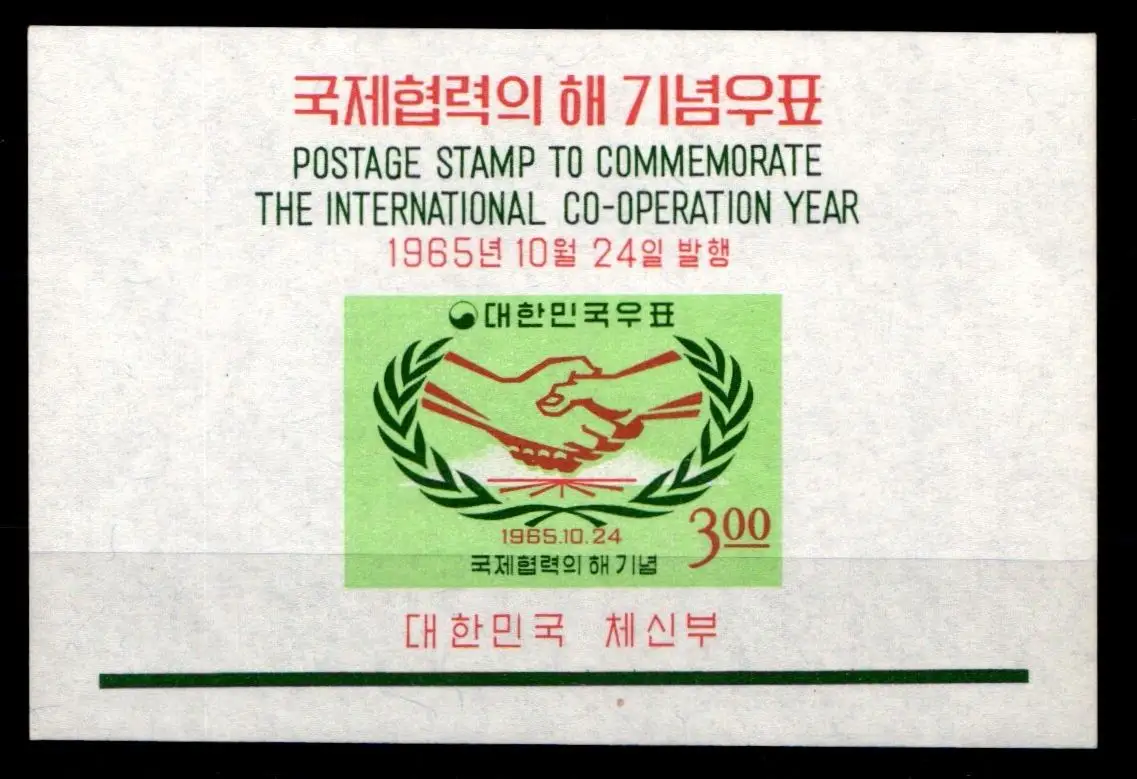 국제협력의 해 기념우표
POSTAGE STAMP TO COMMEMORATE
THE INTERNATIONAL CO-OPERATION YEAR
1965년 10월 24일 발행
대한민국우표
1965.10.24
300
국제협력의 해 기념
대한민국 체신부